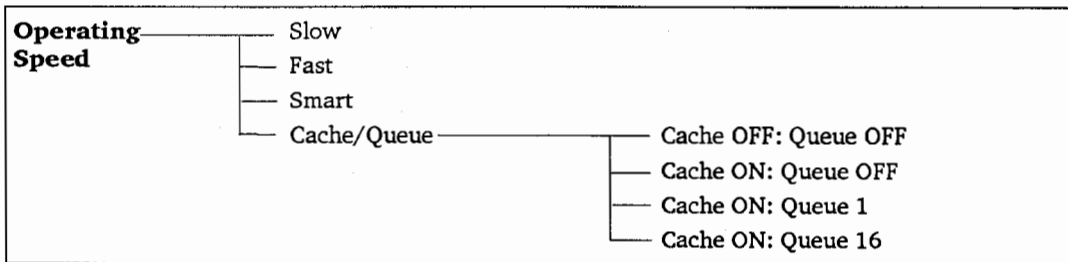 Operating Speed
Slow
Fast
Smart
Cache/Queue
Cache OFF: Queue OFF
Cache ON: Queue OFF
Cache ON: Queue 1
Cache ON: Queue 16